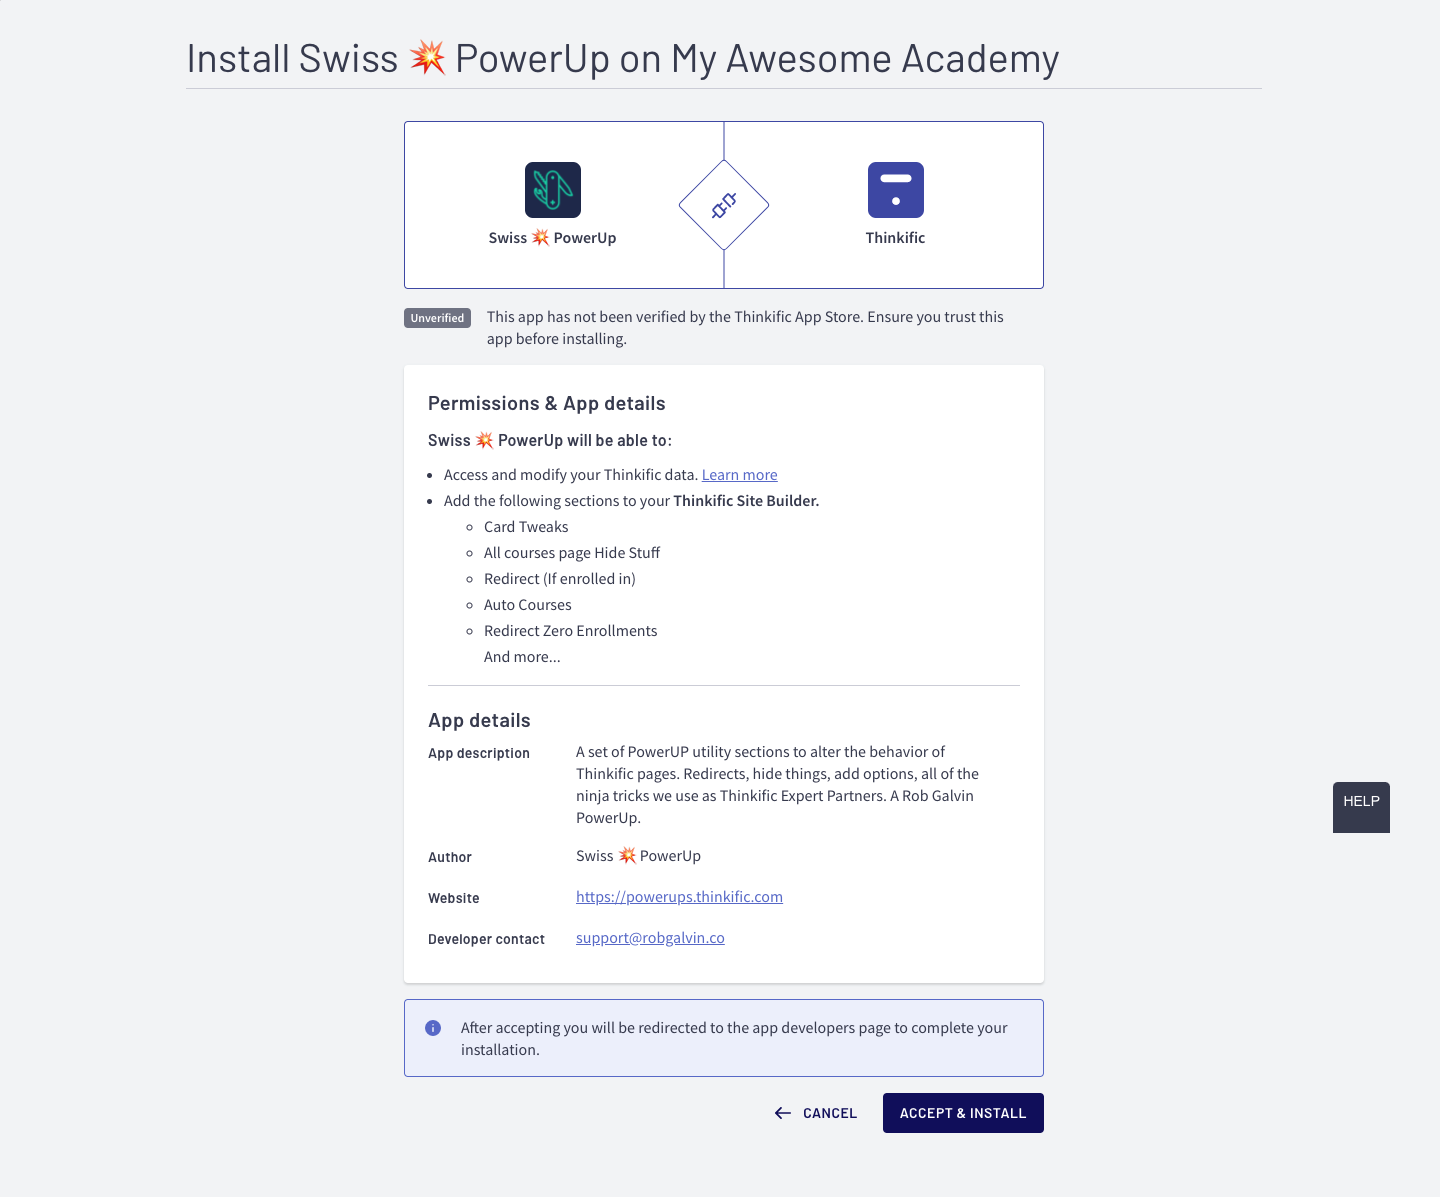 Install Swiss 💥 PowerUp on My Awesome Academy
Swiss 💥 PowerUp
Thinkific
Unverified
This app has not been verified by the Thinkific App Store. Ensure you trust this
app before installing.
Permissions & App details
Swiss 💥 PowerUp will be able to:
Access and modify your Thinkific data. Learn more
Add the following sections to your Thinkific Site Builder.
Card Tweaks
All courses page Hide Stuff
Redirect (If enrolled in)
Auto Courses
Redirect Zero Enrollments
And more...
App details
App description
A set of PowerUP utility sections to alter the behavior of
Thinkific pages. Redirects, hide things, add options, all of the
ninja tricks we use as Thinkific Expert Partners. A Rob Galvin
PowerUp.
Author
Swiss 💥 PowerUp
Website
https://powerups.thinkific.com
Developer contact
support@robgalvin.co
HELP
After accepting you will be redirected to the app developers page to complete your
installation.
CANCEL
ACCEPT & INSTALL